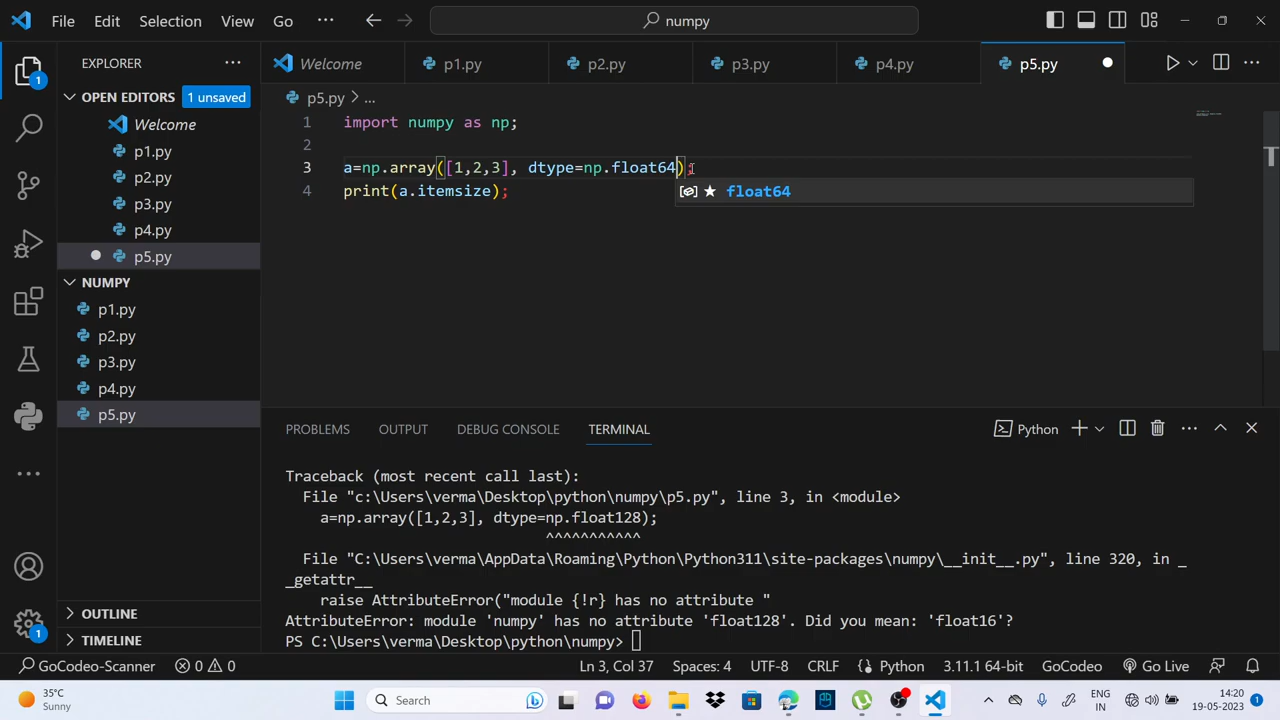 File Edit Selection View Go ··· numpy
EXPLORER ···
Welcome p1.py p2.py p3.py p4.py p5.py
OPEN EDITORS 1 unsaved
Welcome
p1.py
p2.py
p3.py
p4.py
p5.py
NUMPY
p1.py
p2.py
p3.py
p4.py
p5.py
OUTLINE
TIMELINE
1
1
p5.py > ...
1 import numpy as np;
2
3 a=np.array([1,2,3], dtype=np.float64);
float64
4 print(a.itemsize);
PROBLEMS OUTPUT DEBUG CONSOLE TERMINAL Python
Traceback (most recent call last):
File "c:\Users\verma\Desktop\python\numpy\p5.py", line 3, in <module>
a=np.array([1,2,3], dtype=np.float128);
^^^^^^^^^^^
File "C:\Users\verma\AppData\Roaming\Python\Python311\site-packages\numpy\__init__.py", line 320, in _
_getattr__
raise AttributeError("module {!r} has no attribute "
AttributeError: module 'numpy' has no attribute 'float128'. Did you mean: 'float16'?
PS C:\Users\verma\Desktop\python\numpy>
GoCodeo-Scanner 0 0 Ln 3, Col 37 Spaces: 4 UTF-8 CRLF Python 3.11.1 64-bit GoCodeo Go Live
35°C
Sunny
Search
ENG
IN
14:20
19-05-2023
1